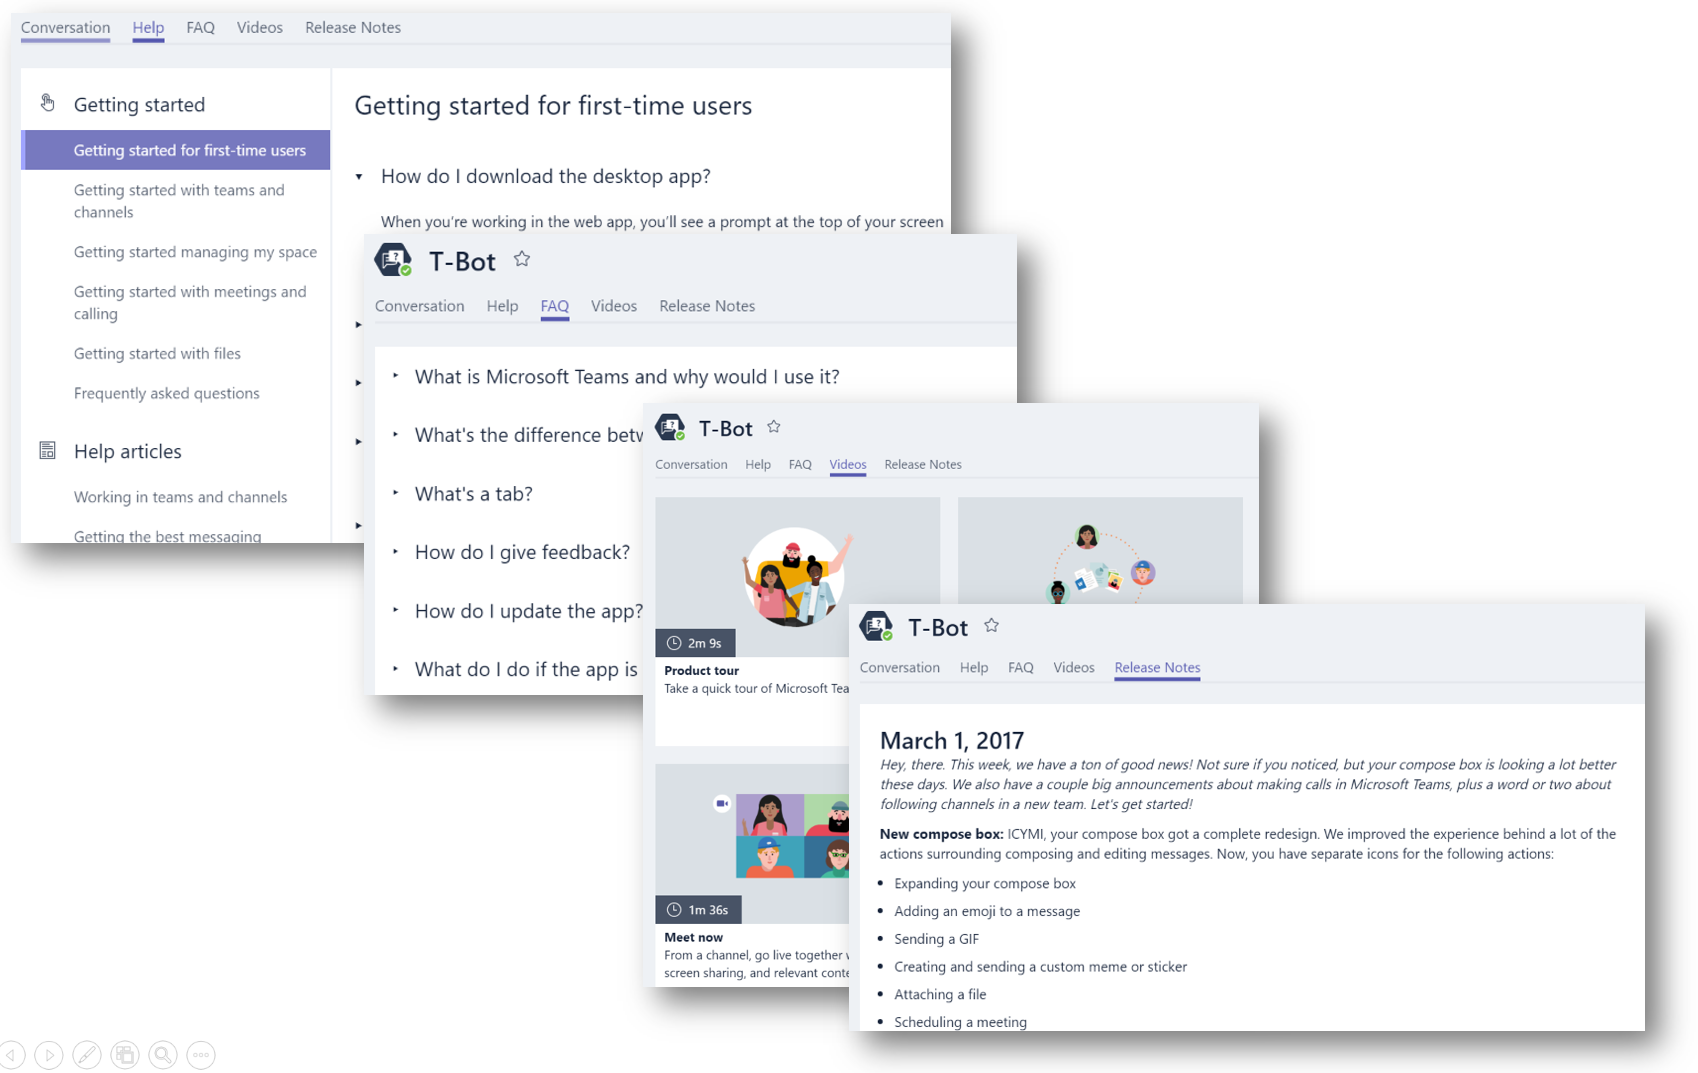 Conversation Help FAQ Videos Release Notes
Getting started
Getting started for first-time users
Getting started with teams and
channels
Getting started managing my space
Getting started with meetings and
calling
Getting started with files
Frequently asked questions
Help articles
Working in teams and channels
Getting the best messaging
Getting started for first-time users
How do I download the desktop app?
When you’re working in the web app, you’ll see a prompt at the top of your screen
T-Bot
Conversation Help FAQ Videos Release Notes
What is Microsoft Teams and why would I use it?
What's the difference betw
What's a tab?
How do I give feedback?
How do I update the app?
What do I do if the app is
T-Bot
Conversation Help FAQ Videos Release Notes
2m 9s
Product tour
Take a quick tour of Microsoft Tea
1m 36s
Meet now
From a channel, go live together
screen sharing, and relevant conte
T-Bot
Conversation Help FAQ Videos Release Notes
March 1, 2017
Hey, there. This week, we have a ton of good news! Not sure if you noticed, but your compose box is looking a lot better
these days. We also have a couple big announcements about making calls in Microsoft Teams, plus a word or two about
following channels in a new team. Let's get started!
New compose box: ICYMI, your compose box got a complete redesign. We improved the experience behind a lot of the
actions surrounding composing and editing messages. Now, you have separate icons for the following actions:
Expanding your compose box
Adding an emoji to a message
Sending a GIF
Creating and sending a custom meme or sticker
Attaching a file
Scheduling a meeting